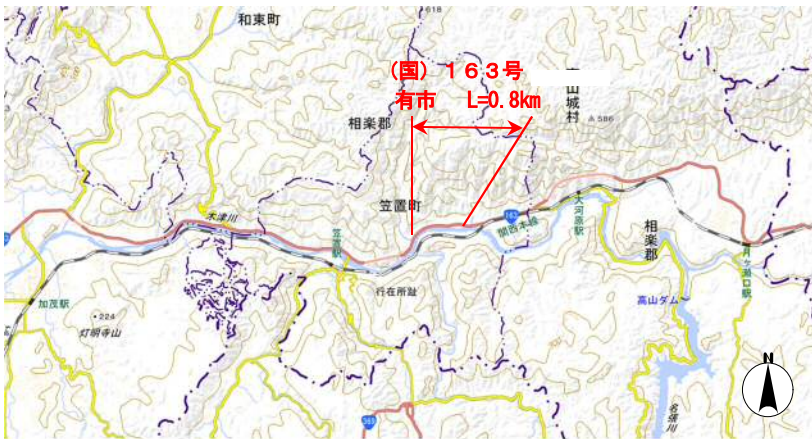 和東町
618
(国) 163号
有市 L=0.8km
山城村
586
相楽郡
笠置町
木津川
163
大河原駅
関西本線
笠置駅
相楽郡
月ヶ瀬口駅
行在所趾
加茂駅
224
灯明寺山
高山ダム
名張川
369
N